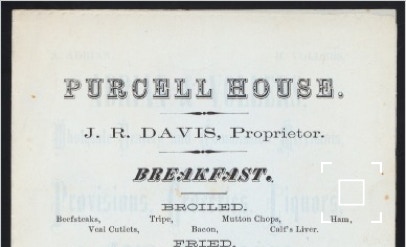 PURCELL HOUSE.
J. R. DAVIS, Proprietor.
BREAKFAST.
BROILED.
Beefsteaks, Tripe, Mutton Chops, Ham,
Veal Cutlets, Bacon, Calf's Liver.
FRIED.